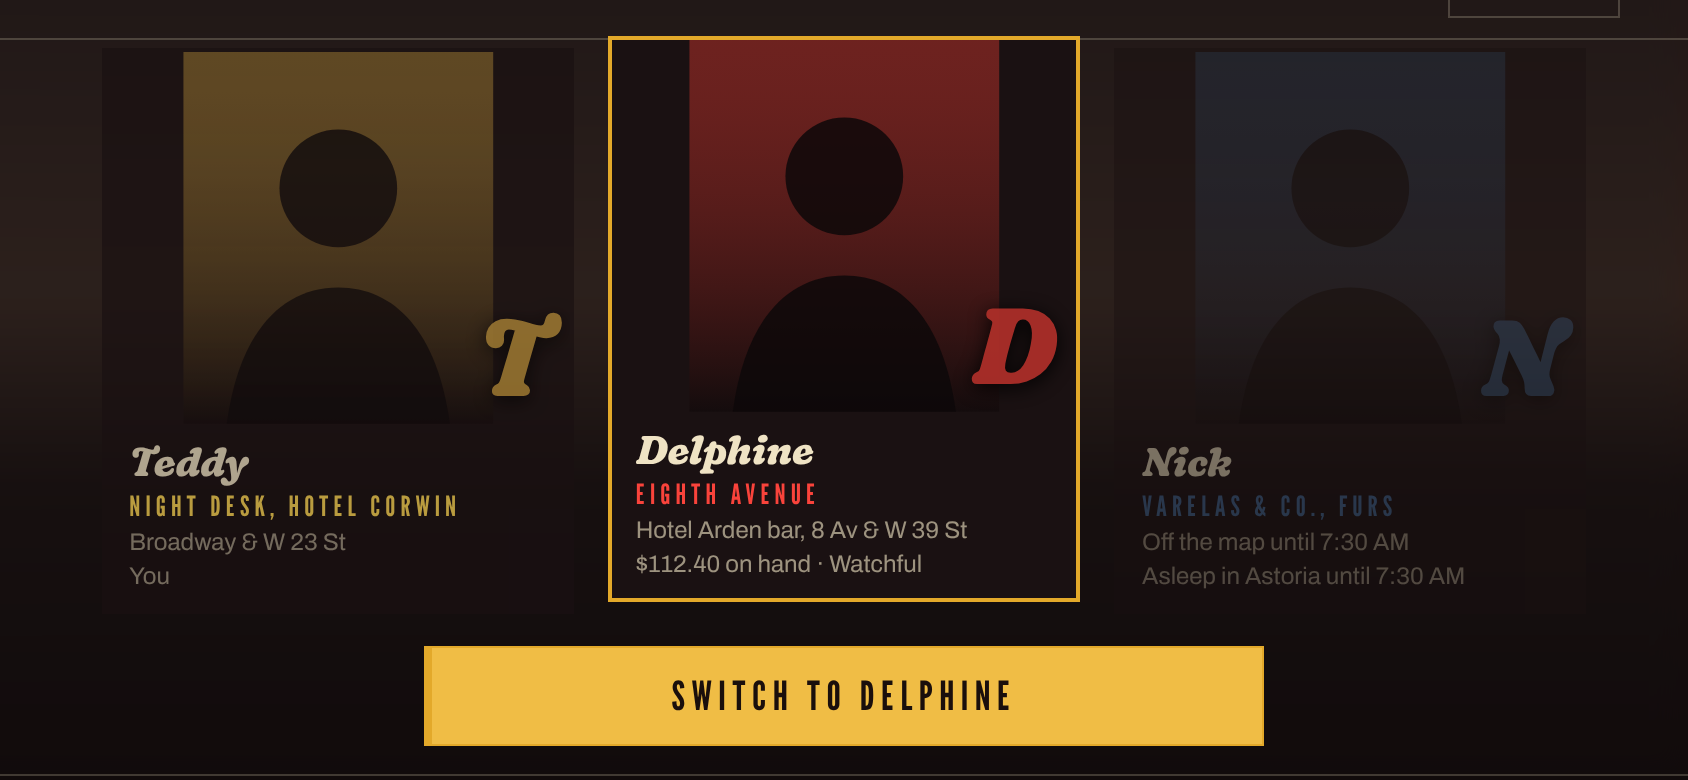 T
Teddy
NIGHT DESK, HOTEL CORWIN
Broadway & W 23 St
You
D
Delphine
EIGHTH AVENUE
Hotel Arden bar, 8 Av & W 39 St
$112.40 on hand · Watchful
N
Nick
VARELAS & CO., FURS
Off the map until 7:30 AM
Asleep in Astoria until 7:30 AM
SWITCH TO DELPHINE